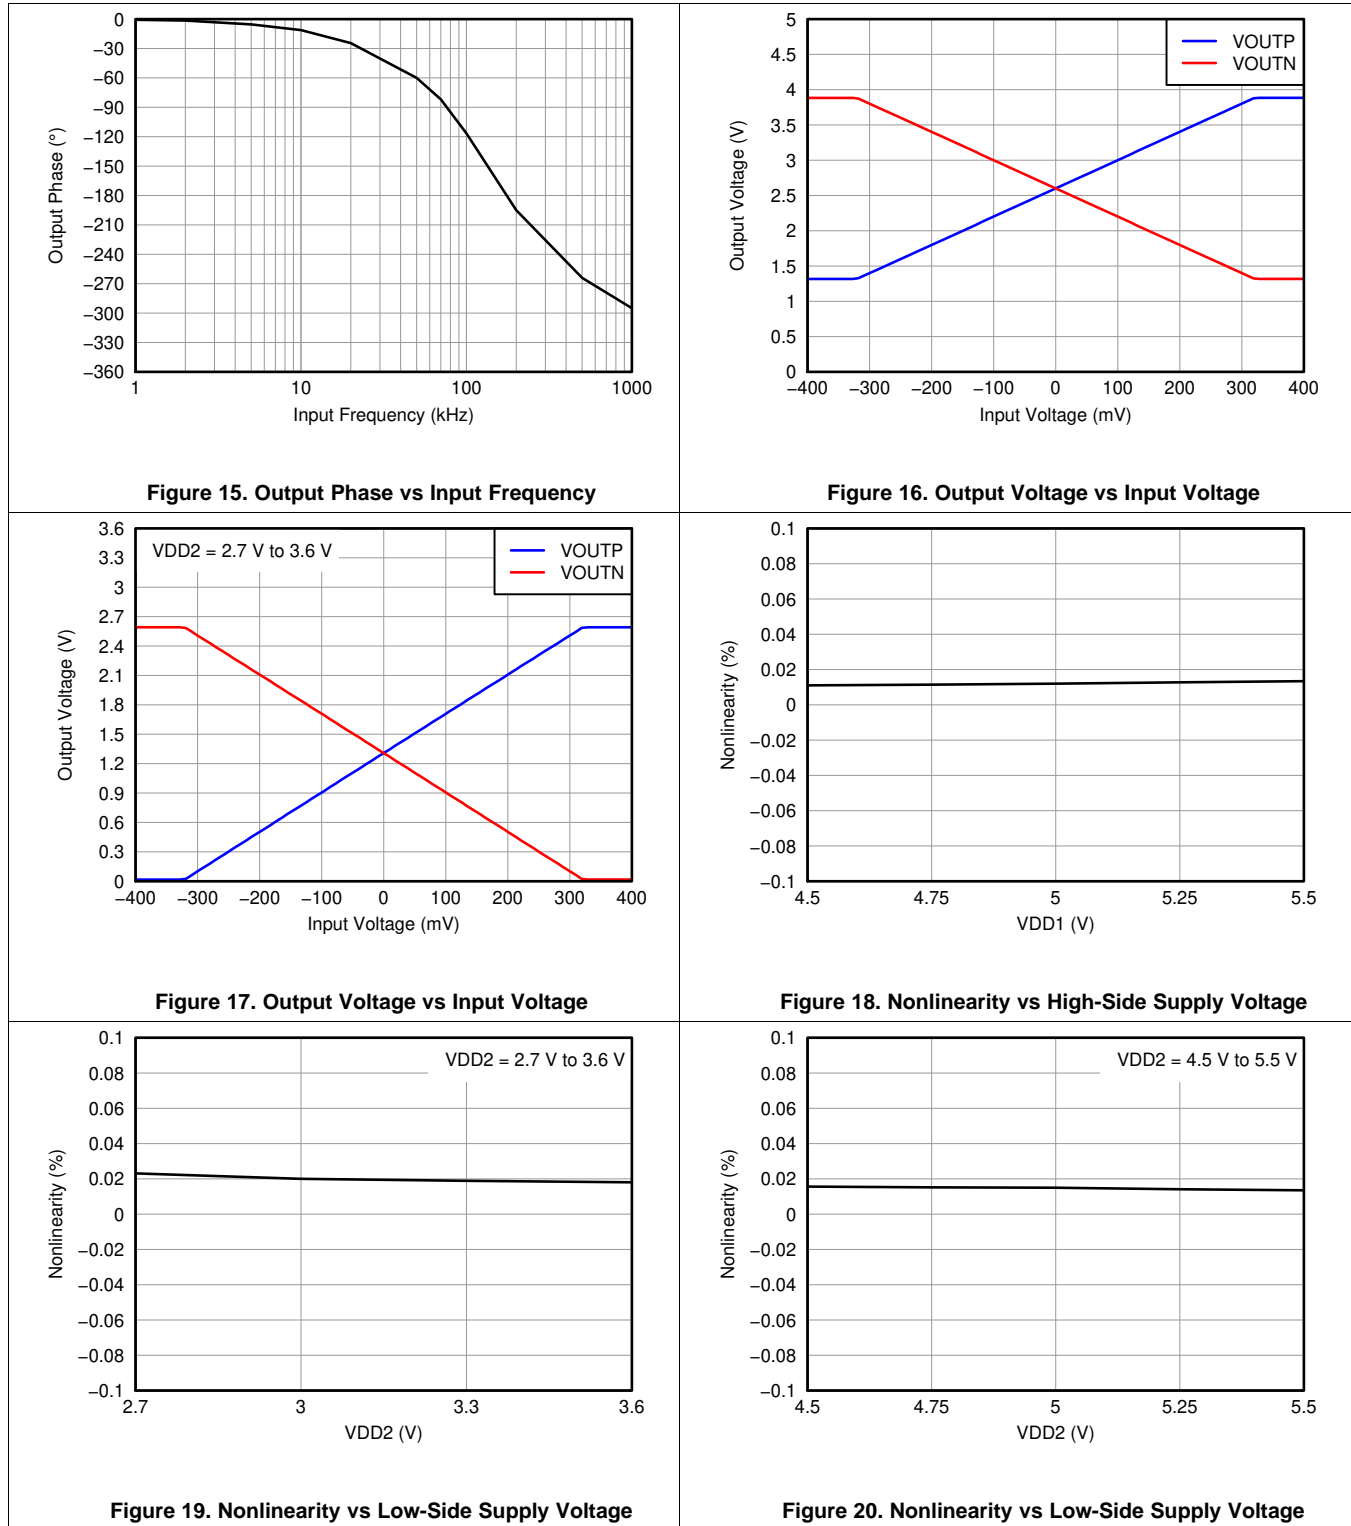 0
−30
−60
−90
−120
−150
−180
−210
−240
−270
−300
−330
−360
Output Phase (°)
1 10 100 1000
Input Frequency (kHz)
Figure 15. Output Phase vs Input Frequency
5
4.5
4
3.5
3
2.5
2
1.5
1
0.5
0
Output Voltage (V)
VOUTP
VOUTN
−400 −300 −200 −100 0 100 200 300 400
Input Voltage (mV)
Figure 16. Output Voltage vs Input Voltage
3.6
3.3
3
2.7
2.4
2.1
1.8
1.5
1.2
0.9
0.6
0.3
0
Output Voltage (V)
VDD2 = 2.7 V to 3.6 V
VOUTP
VOUTN
−400 −300 −200 −100 0 100 200 300 400
Input Voltage (mV)
Figure 17. Output Voltage vs Input Voltage
0.1
0.08
0.06
0.04
0.02
0
−0.02
−0.04
−0.06
−0.08
−0.1
Nonlinearity (%)
4.5 4.75 5 5.25 5.5
VDD1 (V)
Figure 18. Nonlinearity vs High-Side Supply Voltage
0.1
0.08
0.06
0.04
0.02
0
−0.02
−0.04
−0.06
−0.08
−0.1
Nonlinearity (%)
VDD2 = 2.7 V to 3.6 V
2.7 3 3.3 3.6
VDD2 (V)
Figure 19. Nonlinearity vs Low-Side Supply Voltage
0.1
0.08
0.06
0.04
0.02
0
−0.02
−0.04
−0.06
−0.08
−0.1
Nonlinearity (%)
VDD2 = 4.5 V to 5.5 V
4.5 4.75 5 5.25 5.5
VDD2 (V)
Figure 20. Nonlinearity vs Low-Side Supply Voltage